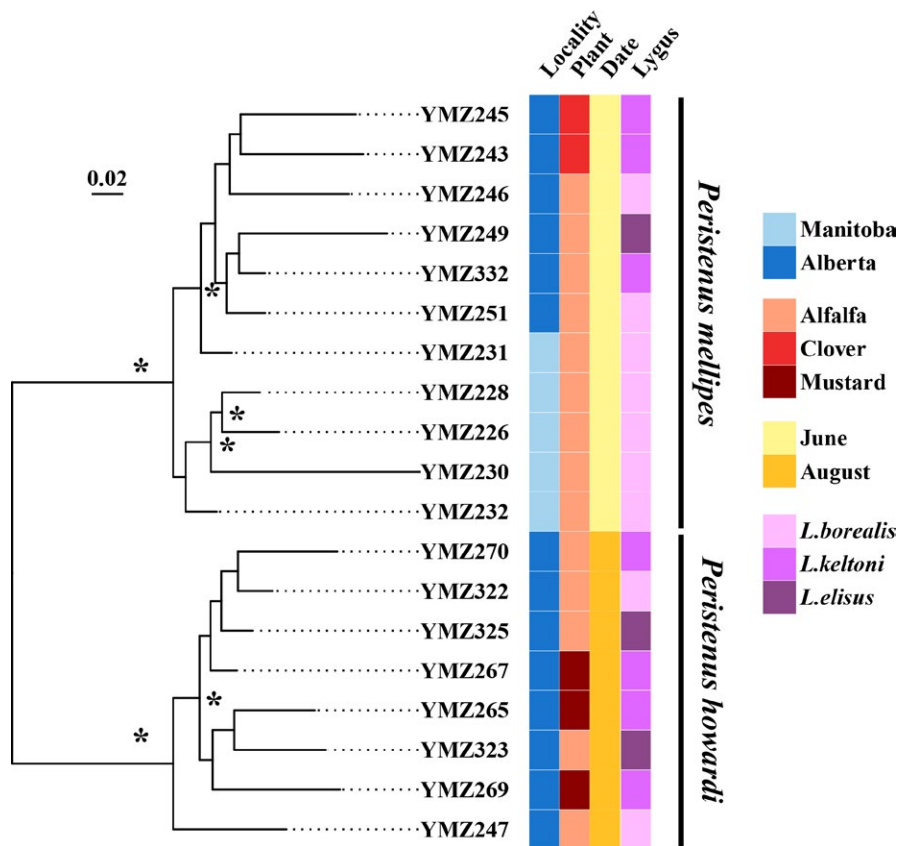 Locality
Plant
Date
Lygus
0.02
YMZ245
YMZ243
YMZ246
YMZ249
YMZ332
YMZ251
YMZ231
YMZ228
YMZ226
YMZ230
YMZ232
YMZ270
YMZ322
YMZ325
YMZ267
YMZ265
YMZ323
YMZ269
YMZ247
*
*
*
*
*
*
Peristenus mellipes
Peristenus howardi
Manitoba
Alberta
Alfalfa
Clover
Mustard
June
August
L.borealis
L.keltoni
L.elisus